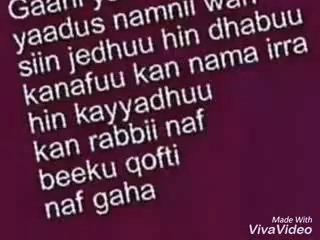 yaadus namnii
siin jedhuu hin dhabuu
kanafuu kan nama irra
hin kayyadhuu
kan rabbii naf
beeku qofti
naf gaha
Made With
VivaVideo